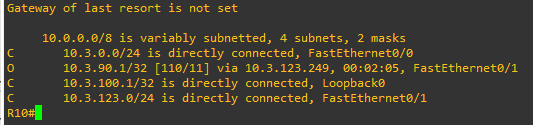 Gateway of last resort is not set
10.0.0.0/8 is variably subnetted, 4 subnets, 2 masks
C 10.3.0.0/24 is directly connected, FastEthernet0/0
O 10.3.90.1/32 [110/11] via 10.3.123.249, 00:02:05, FastEthernet0/1
C 10.3.100.1/32 is directly connected, Loopback0
C 10.3.123.0/24 is directly connected, FastEthernet0/1
R10#